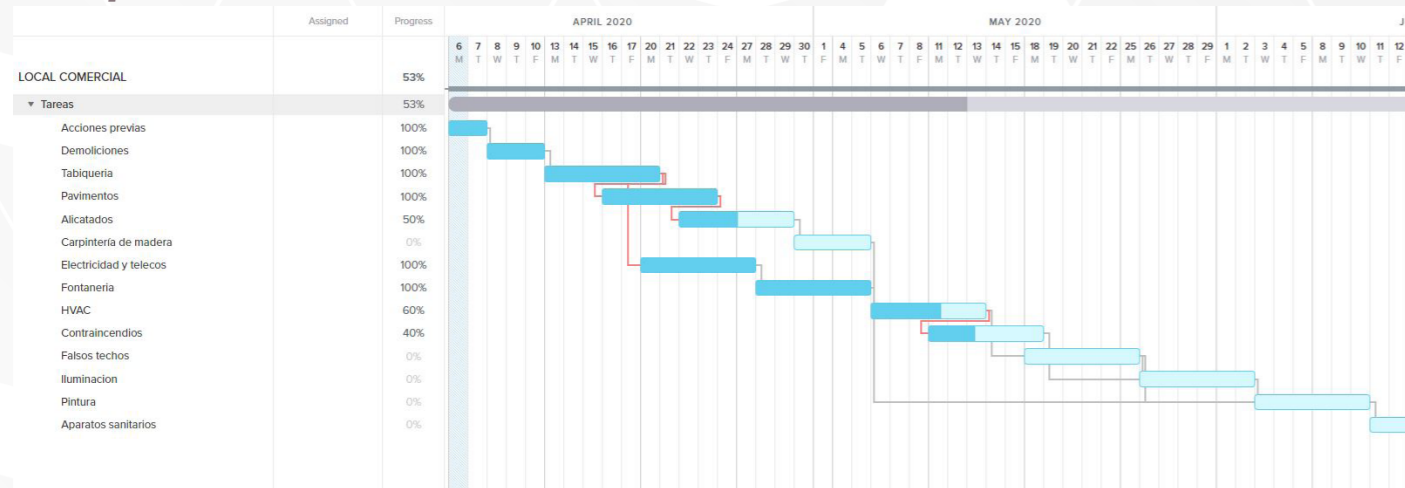 Assigned Progress APRIL 2020 MAY 2020 J
6 7 8 9 10 13 14 15 16 17 20 21 22 23 24 27 28 29 30 1 4 5 6 7 8 11 12 13 14 15 18 19 20 21 22 25 26 27 28 29 1 2 3 4 5 8 9 10 11 12
M T W T F M T W T F M T W T F M T W T F M T W T F M T W T F M T W T F M T W T F M T W T F M T W T F
LOCAL COMERCIAL 53%
Tareas 53%
Acciones previas 100%
Demoliciones 100%
Tabiqueria 100%
Pavimentos 100%
Alicatados 50%
Carpintería de madera 0%
Electricidad y telecos 100%
Fontaneria 100%
HVAC 60%
Contraincendios 40%
Falsos techos 0%
Iluminacion 0%
Pintura 0%
Aparatos sanitarios 0%